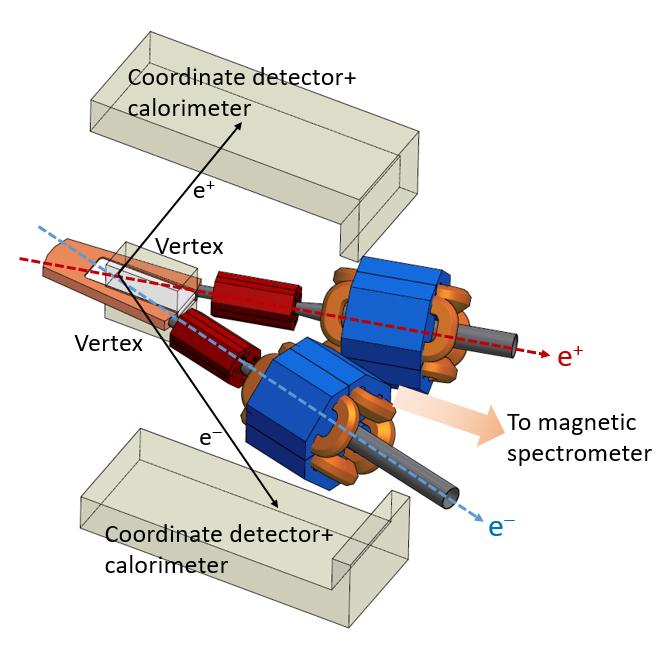 Coordinate detector+
calorimeter
e⁺
Vertex
Vertex
e⁺
To magnetic
spectrometer
e⁻
e⁻
Coordinate detector+
calorimeter